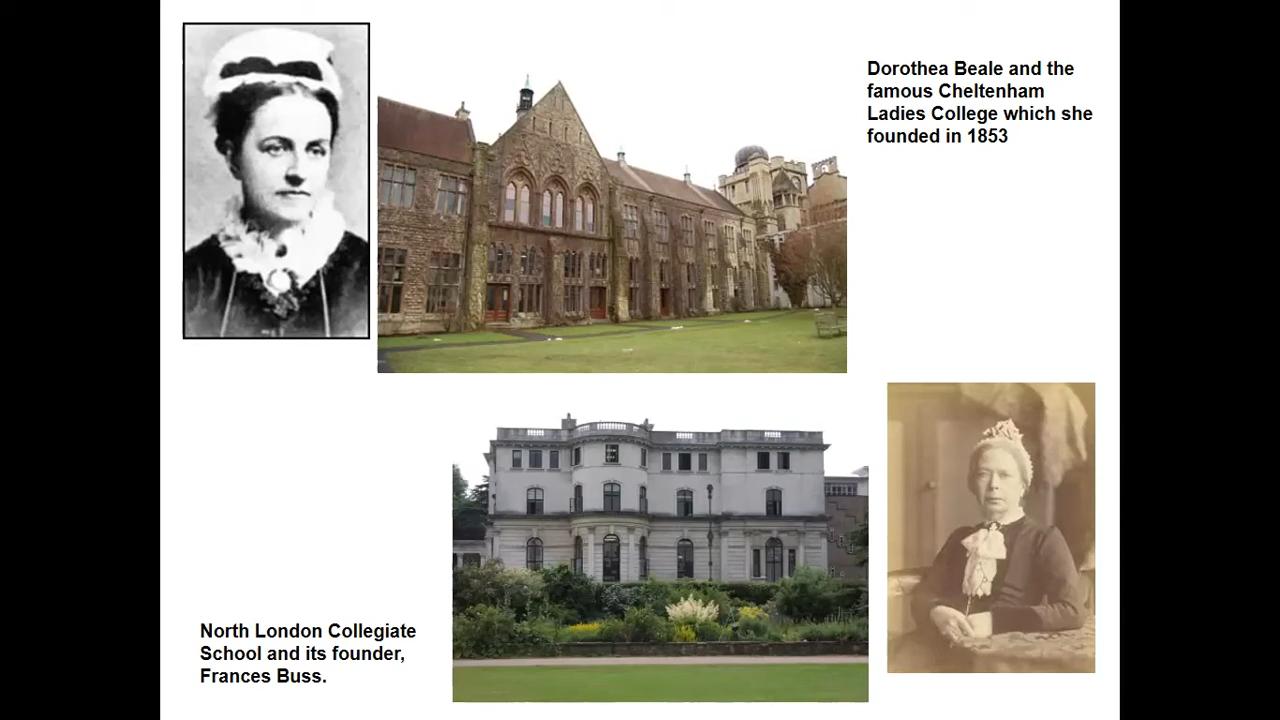 Dorothea Beale and the
famous Cheltenham
Ladies College which she
founded in 1853
North London Collegiate
School and its founder,
Frances Buss.